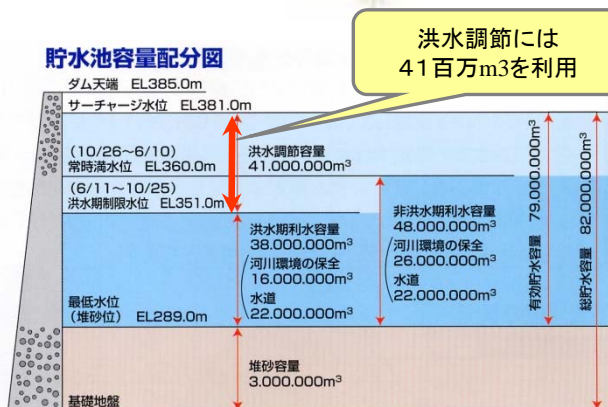 洪水調節には
41百万m3を利用
貯水池容量配分図
ダム天端 EL385.0m
サーチャージ水位 EL381.0m
(10/26〜6/10)
常時満水位 EL360.0m
洪水調節容量
41.000.000m³
(6/11〜10/25)
洪水期制限水位 EL351.0m
洪水期利水容量
38.000.000m³
河川環境の保全
16.000.000m³
水道
22.000.000m³
非洪水期利水容量
48.000.000m³
河川環境の保全
26.000.000m³
水道
22.000.000m³
有効貯水容量 79.000.000m³
総貯水容量 82.000.000m³
最低水位
(堆砂位) EL289.0m
堆砂容量
3.000.000m³
基礎地盤